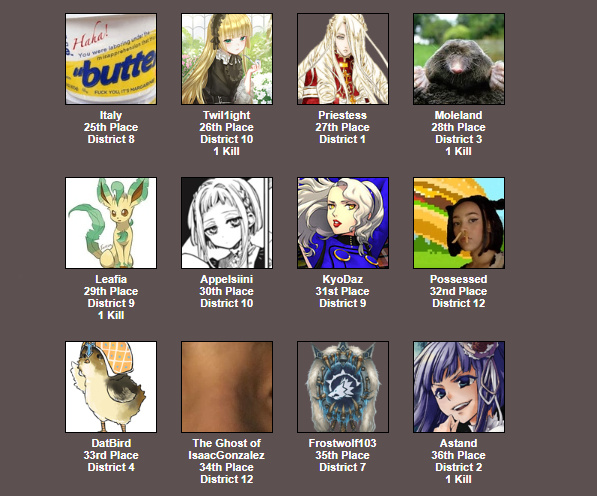 Haha!
You were laboring under the
"butte
FUCK YOU, IT'S MARGARINE
Italy
25th Place
District 8
Twil1ight
26th Place
District 10
1 Kill
Priestess
27th Place
District 1
Moleland
28th Place
District 3
1 Kill
Leafia
29th Place
District 9
1 Kill
Appelsiini
30th Place
District 10
KyoDaz
31st Place
District 9
Possessed
32nd Place
District 12
DatBird
33rd Place
District 4
The Ghost of
IsaacGonzalez
34th Place
District 12
Frostwolf103
35th Place
District 7
Astand
36th Place
District 2
1 Kill